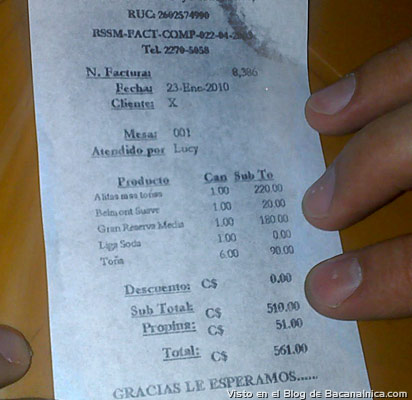 RUC: 2602574990
RSSM-FACT-COMP-022-04-
Tel. 2270-5058
N. Factura: 8,386
Fecha: 23-Ene-2010
Cliente: X
Mesa: 001
Atendido por Lucy
Producto Can Sub To
Alitas mas toñas 1.00 220.00
Belmont Suave 1.00 20.00
Gran Reserva Media 1.00 180.00
Liga Soda 1.00 0.00
Toña 6.00 90.00
Descuento: C$ 0.00
Sub Total: C$ 510.00
Propina: C$ 51.00
Total: C$ 561.00
GRACIAS LE ESPERAMOS......
Visto en el Blog de Bacanalnica.com